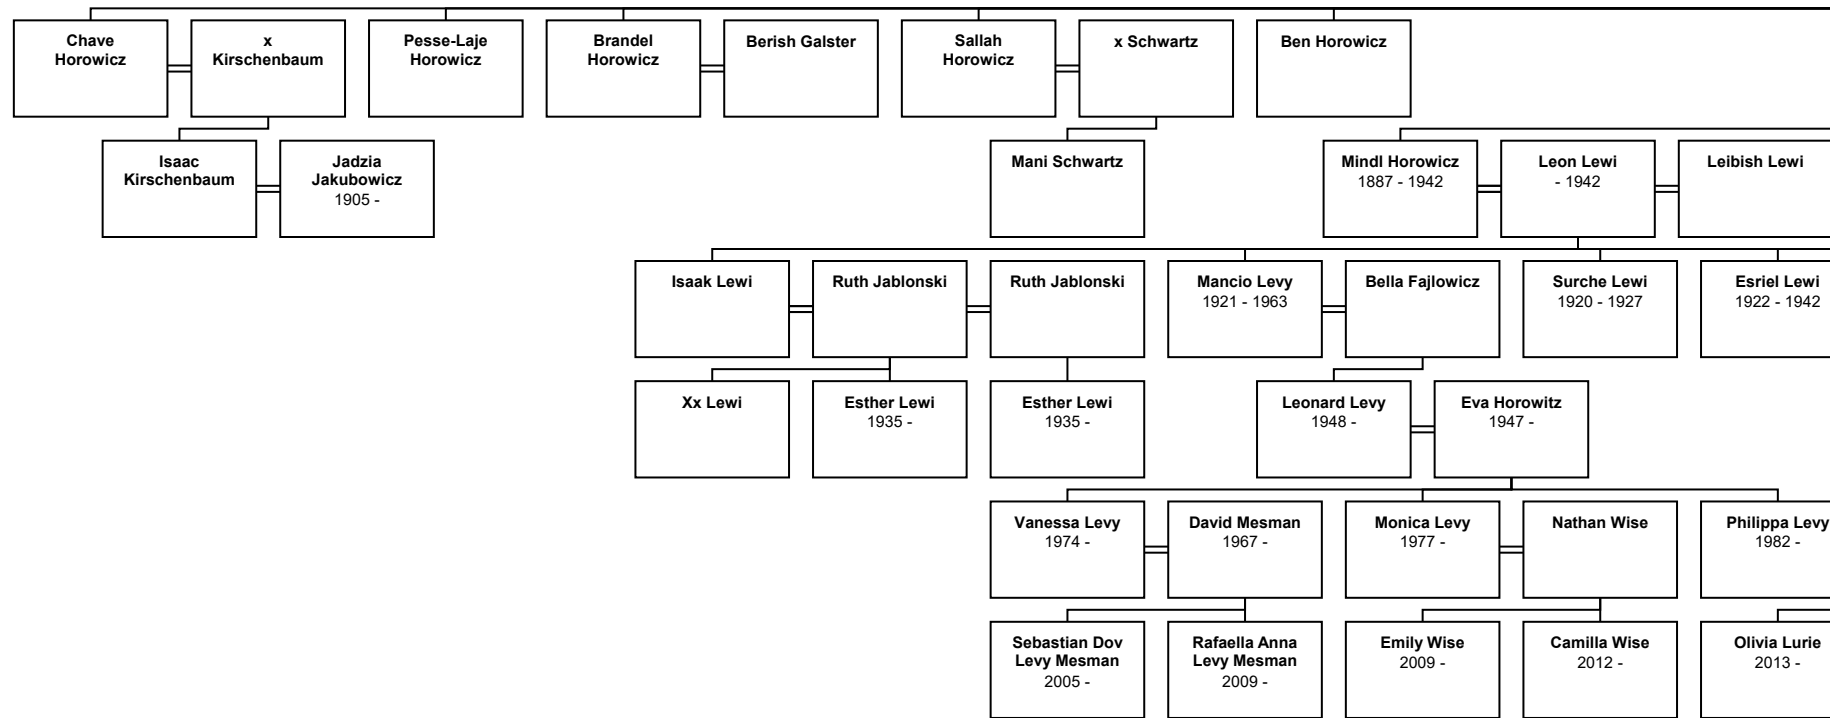 Chave
Horowicz
x
Kirschenbaum
Pesse-Laje
Horowicz
Brandel
Horowicz
Berish Galster
Sallah
Horowicz
x Schwartz
Ben Horowicz
Isaac
Kirschenbaum
Jadzia
Jakubowicz
1905 -
Mani Schwartz
Mindl Horowicz
1887 - 1942
Leon Lewi
- 1942
Leibish Lewi
Isaak Lewi
Ruth Jablonski
Ruth Jablonski
Mancio Levy
1921 - 1963
Bella Fajlowicz
Surche Lewi
1920 - 1927
Esriel Lewi
1922 - 1942
Xx Lewi
Esther Lewi
1935 -
Esther Lewi
1935 -
Leonard Levy
1948 -
Eva Horowitz
1947 -
Vanessa Levy
1974 -
David Mesman
1967 -
Monica Levy
1977 -
Nathan Wise
Philippa Levy
1982 -
Sebastian Dov
Levy Mesman
2005 -
Rafaella Anna
Levy Mesman
2009 -
Emily Wise
2009 -
Camilla Wise
2012 -
Olivia Lurie
2013 -